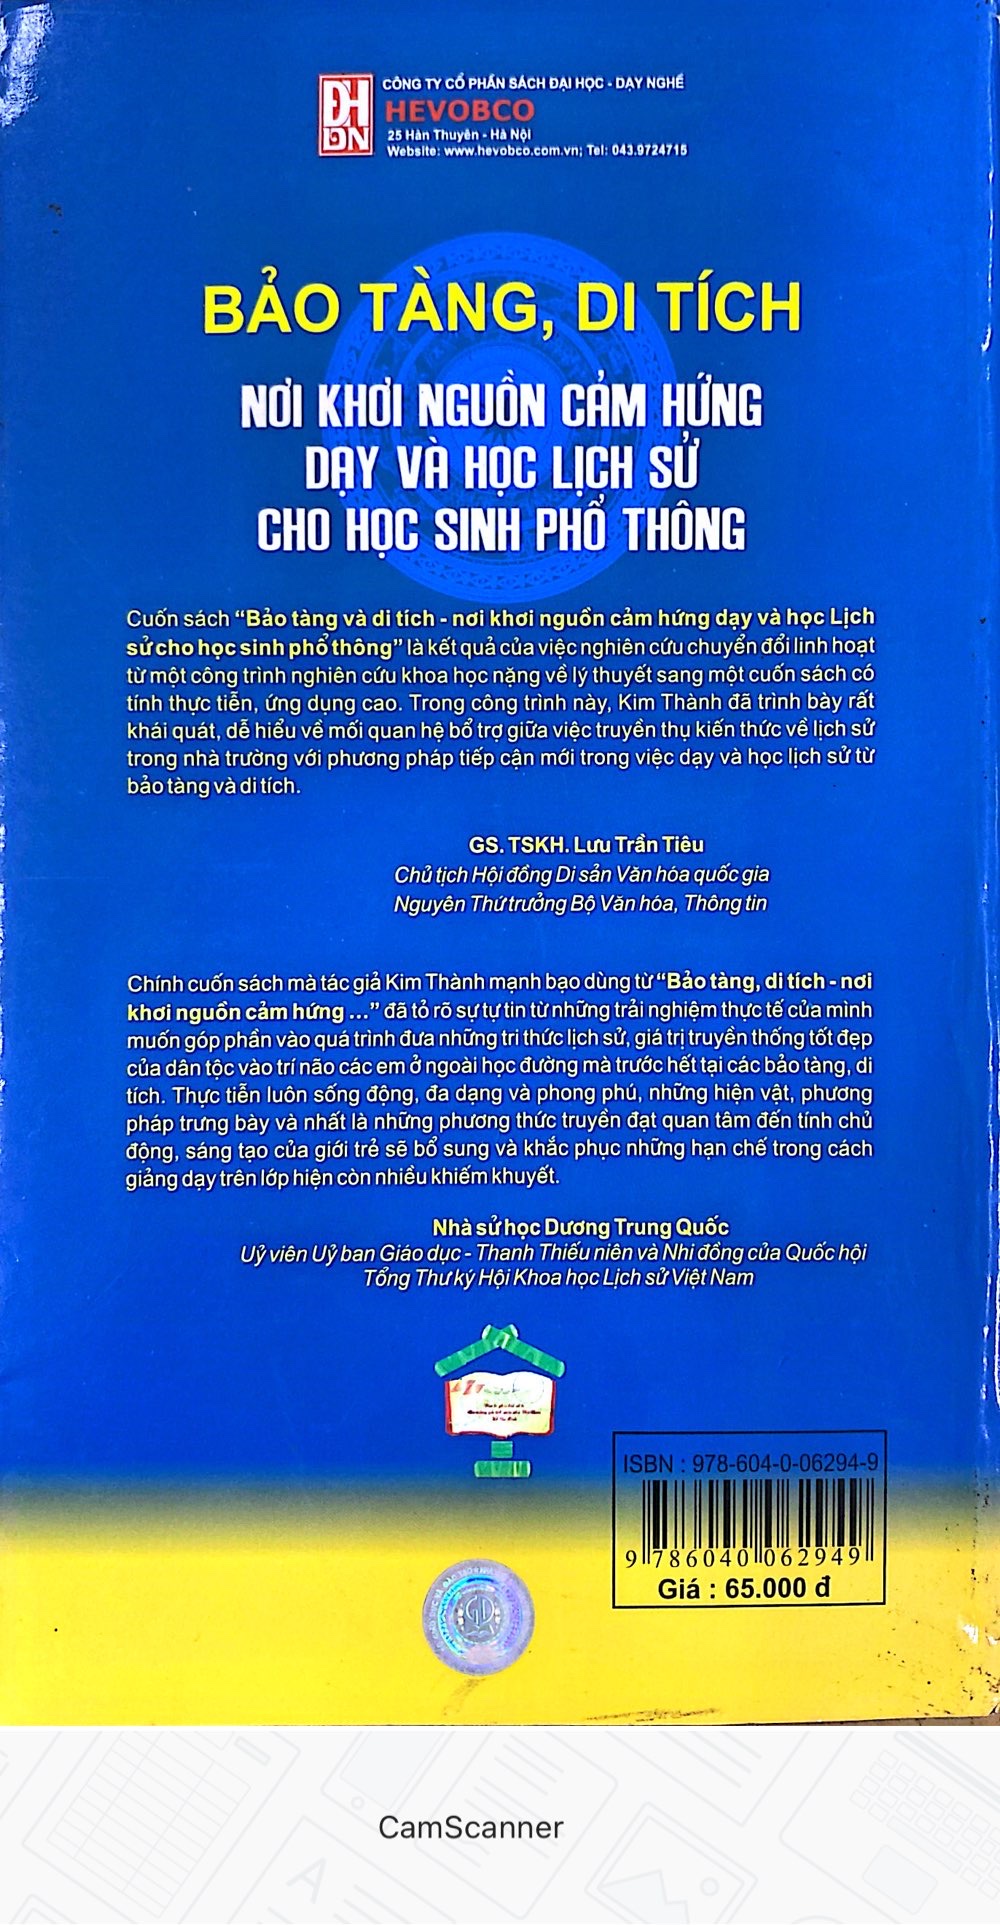 ĐH
DN
CÔNG TY CỔ PHẦN SÁCH ĐẠI HỌC - DẠY NGHỀ
HEVOBCO
25 Hàn Thuyên - Hà Nội
Website: www.hevobco.com.vn; Tel: 043.9724715
BẢO TÀNG, DI TÍCH
NƠI KHƠI NGUỒN CẢM HỨNG
DẠY VÀ HỌC LỊCH SỬ
CHO HỌC SINH PHỔ THÔNG
Cuốn sách “Bảo tàng và di tích - nơi khơi nguồn cảm hứng dạy và học Lịch
sử cho học sinh phổ thông” là kết quả của việc nghiên cứu chuyển đổi linh hoạt
từ một công trình nghiên cứu khoa học nặng về lý thuyết sang một cuốn sách có
tính thực tiễn, ứng dụng cao. Trong công trình này, Kim Thành đã trình bày rất
khái quát, dễ hiểu về mối quan hệ bổ trợ giữa việc truyền thụ kiến thức về lịch sử
trong nhà trường với phương pháp tiếp cận mới trong việc dạy và học lịch sử từ
bảo tàng và di tích.
GS. TSKH. Lưu Trần Tiêu
Chủ tịch Hội đồng Di sản Văn hóa quốc gia
Nguyên Thứ trưởng Bộ Văn hóa, Thông tin
Chính cuốn sách mà tác giả Kim Thành mạnh bạo dùng từ “Bảo tàng, di tích - nơi
khơi nguồn cảm hứng ...” đã tỏ rõ sự tự tin từ những trải nghiệm thực tế của mình
muốn góp phần vào quá trình đưa những tri thức lịch sử, giá trị truyền thống tốt đẹp
của dân tộc vào trí não các em ở ngoài học đường mà trước hết tại các bảo tàng, di
tích. Thực tiễn luôn sống động, đa dạng và phong phú, những hiện vật, phương
pháp trưng bày và nhất là những phương thức truyền đạt quan tâm đến tính chủ
động, sáng tạo của giới trẻ sẽ bổ sung và khắc phục những hạn chế trong cách
giảng dạy trên lớp hiện còn nhiều khiếm khuyết.
Nhà sử học Dương Trung Quốc
Uỷ viên Uỷ ban Giáo dục - Thanh Thiếu niên và Nhi đồng của Quốc hội
Tổng Thư ký Hội Khoa học Lịch sử Việt Nam
ISBN : 978-604-0-06294-9
9 786040 062949
Giá : 65.000 đ
CamScanner